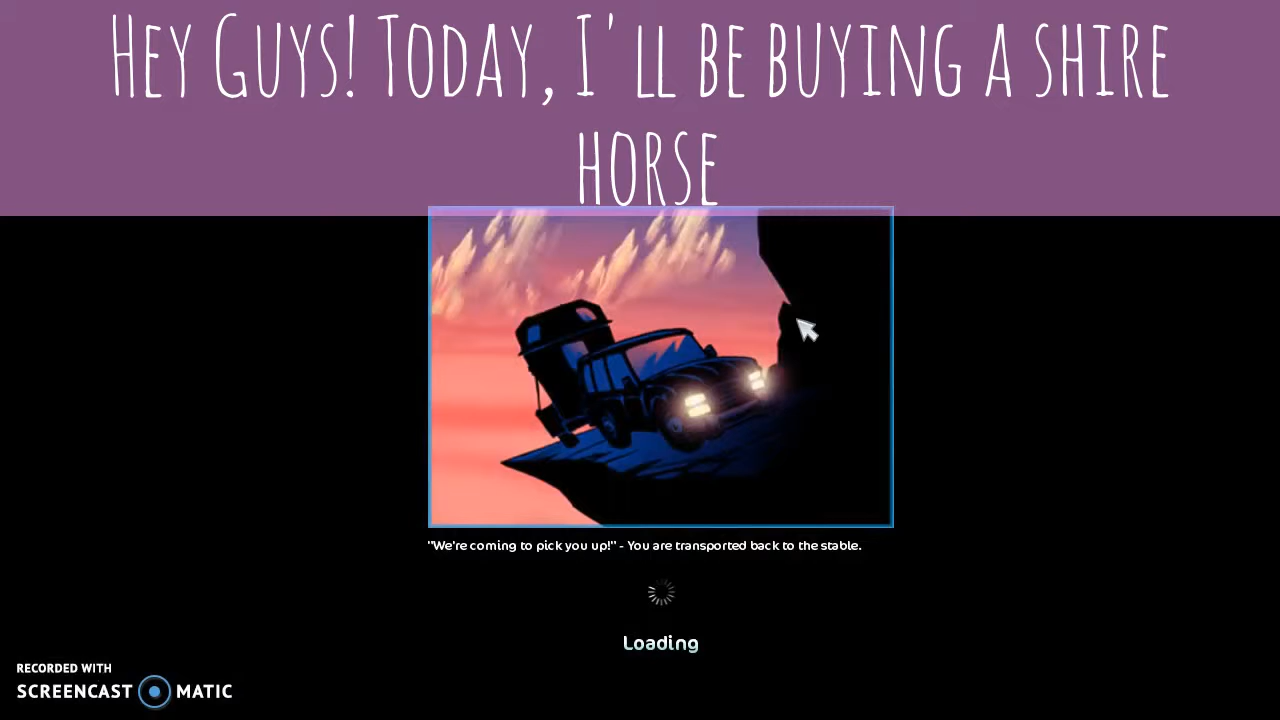 Hey Guys! Today, I'll be buying a shire
horse
"We're coming to pick you up!" - You are transported back to the stable.
Loading
RECORDED WITH
SCREENCAST MATIC